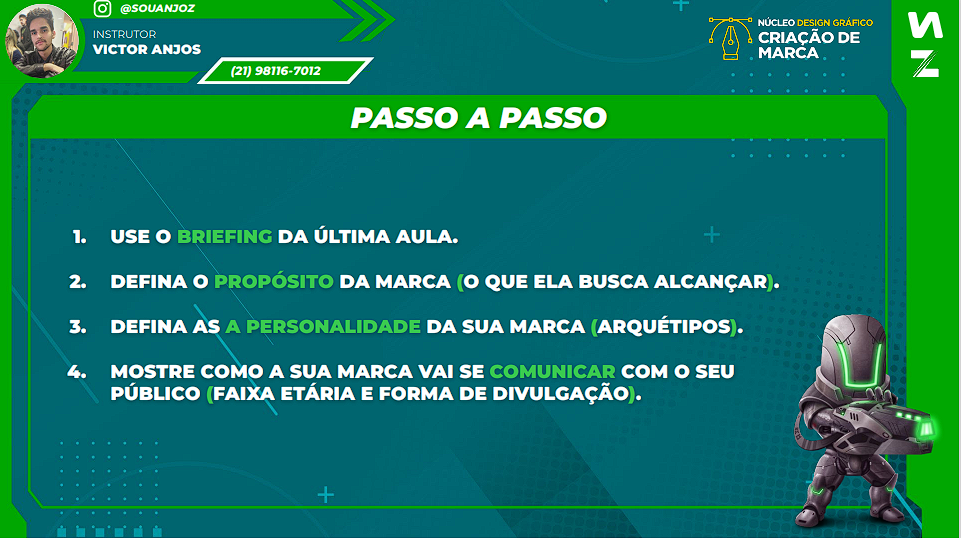 @SOUANJOZ
INSTRUTOR
VICTOR ANJOS
(21) 98116-7012
NÚCLEO DESIGN GRÁFICO
CRIAÇÃO DE
MARCA
PASSO A PASSO
1. USE O BRIEFING DA ÚLTIMA AULA.
2. DEFINA O PROPÓSITO DA MARCA (O QUE ELA BUSCA ALCANÇAR).
3. DEFINA AS A PERSONALIDADE DA SUA MARCA (ARQUÉTIPOS).
4. MOSTRE COMO A SUA MARCA VAI SE COMUNICAR COM O SEU
PÚBLICO (FAIXA ETÁRIA E FORMA DE DIVULGAÇÃO).